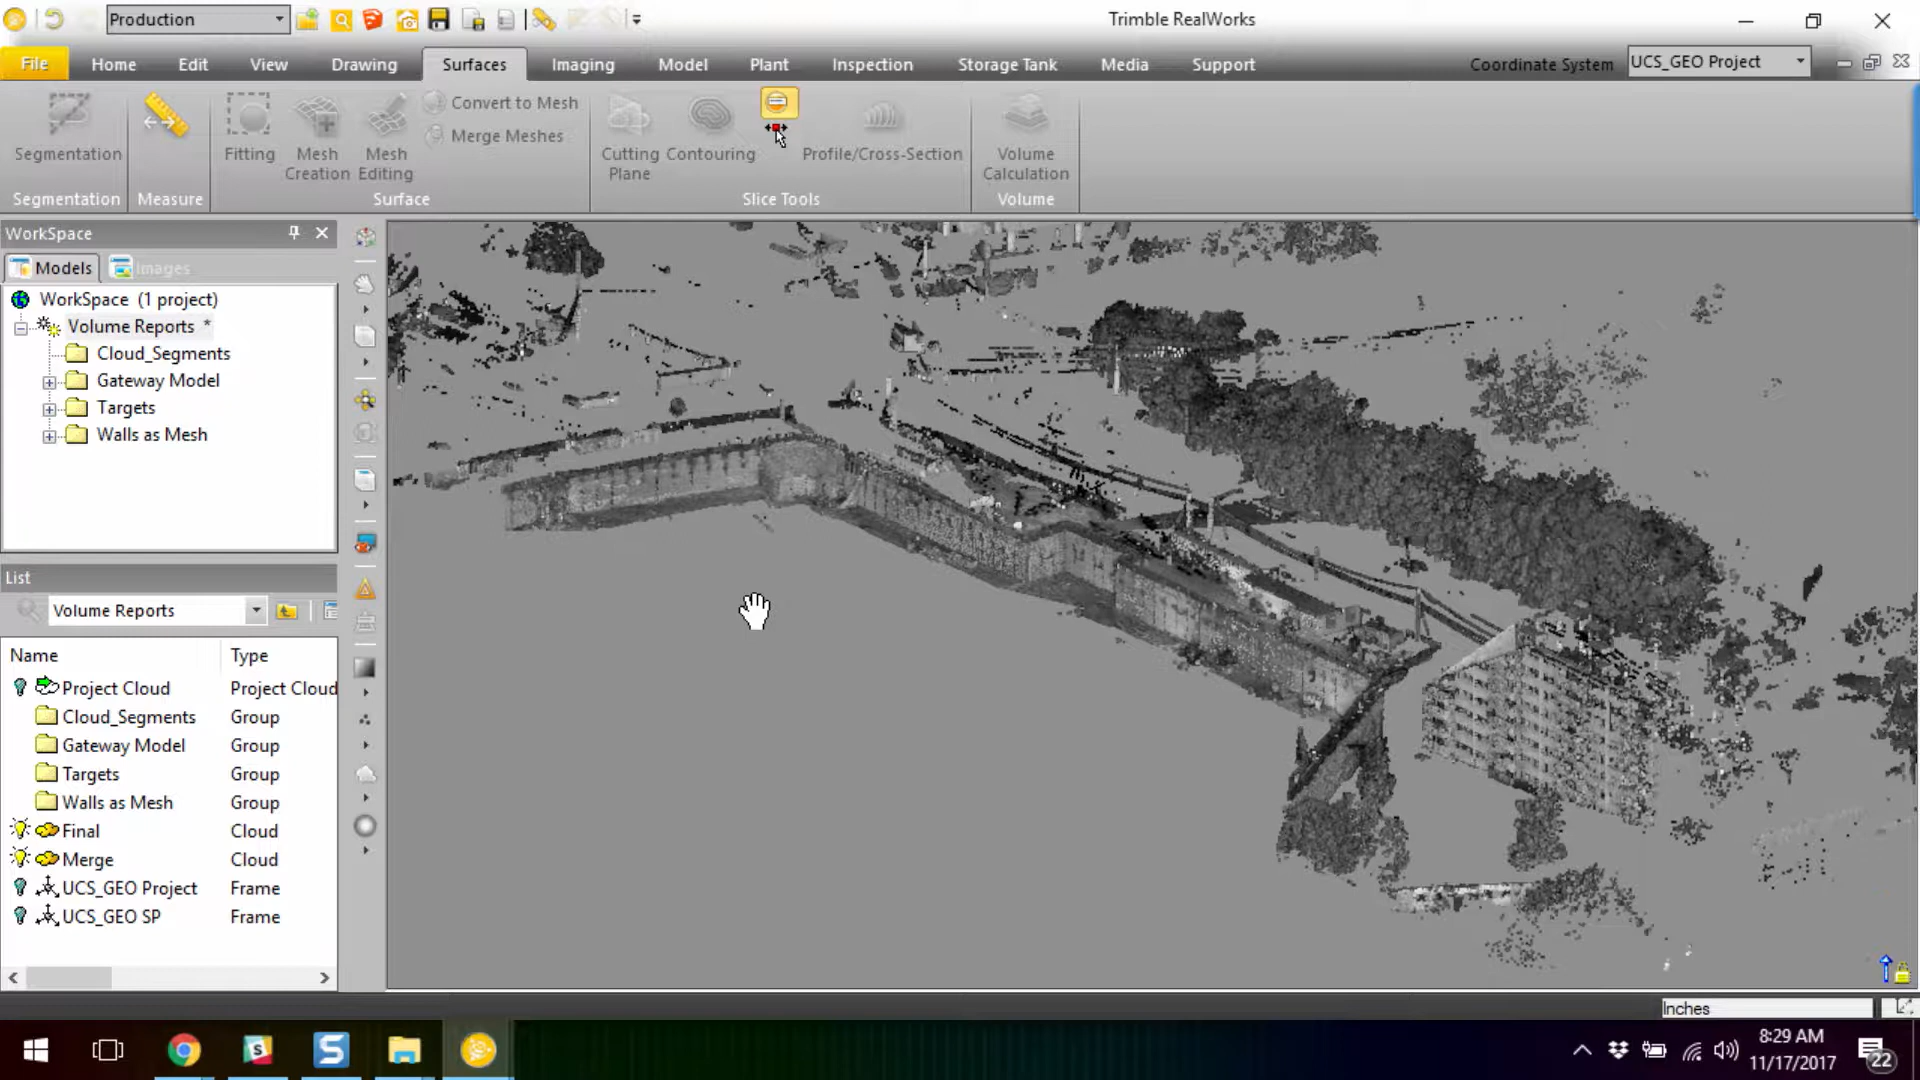 Production
Trimble RealWorks
File
Home
Edit
View
Drawing
Surfaces
Imaging
Model
Plant
Inspection
Storage Tank
Media
Support
Coordinate System
UCS_GEO Project
Segmentation
Fitting
Mesh Creation
Mesh Editing
Convert to Mesh
Merge Meshes
Cutting Plane
Contouring
Profile/Cross-Section
Volume Calculation
Segmentation
Measure
Surface
Slice Tools
Volume
WorkSpace
Models
Images
WorkSpace (1 project)
Volume Reports *
Cloud_Segments
Gateway Model
Targets
Walls as Mesh
List
Volume Reports
Name Type
Project Cloud Project Cloud
Cloud_Segments Group
Gateway Model Group
Targets Group
Walls as Mesh Group
Final Cloud
Merge Cloud
UCS_GEO Project Frame
UCS_GEO SP Frame
Inches
8:29 AM
11/17/2017
22